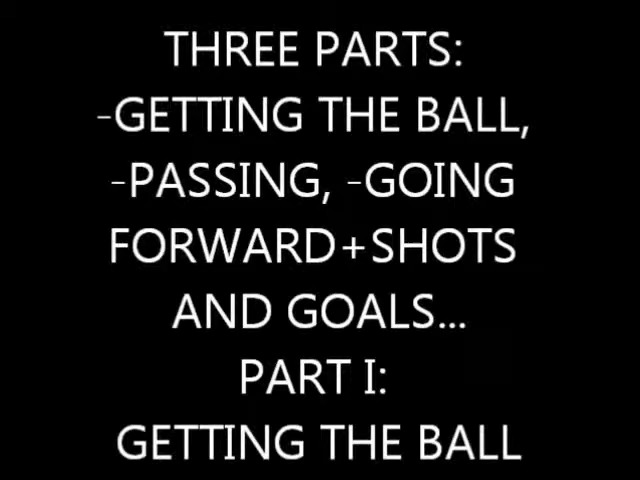 THREE PARTS:
-GETTING THE BALL,
-PASSING, -GOING
FORWARD+SHOTS
AND GOALS...
PART I:
GETTING THE BALL